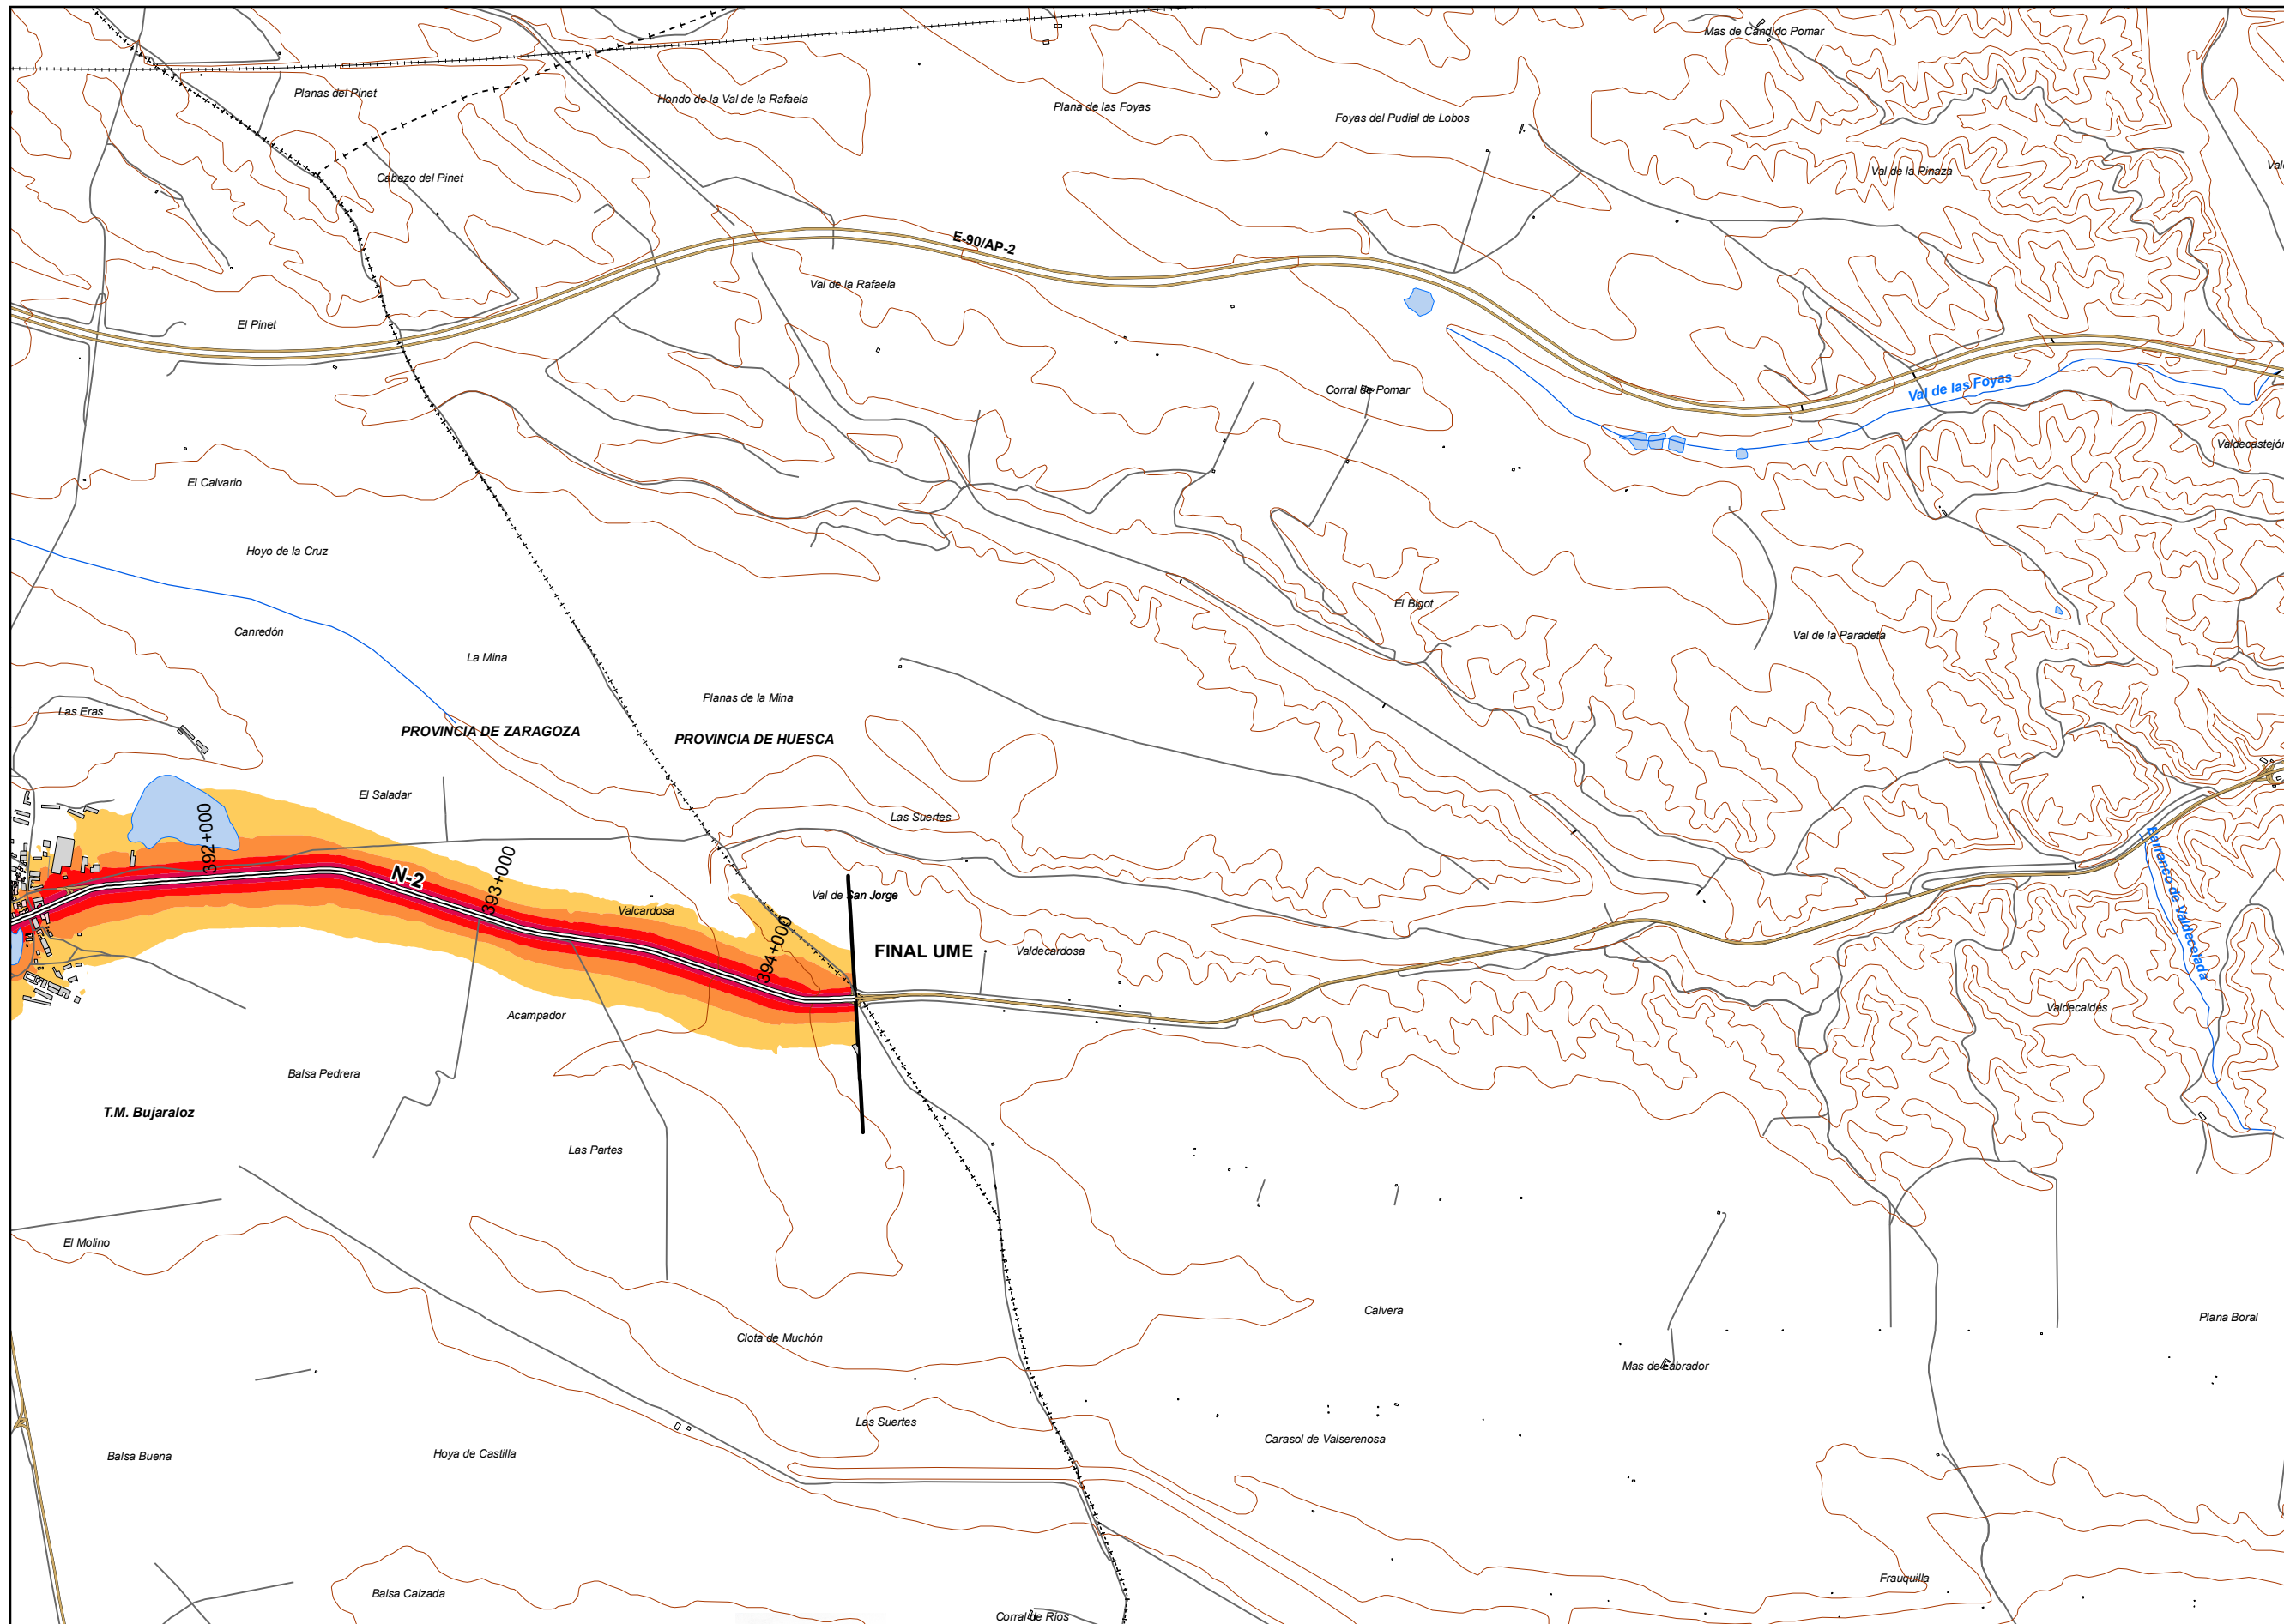 Mas de Cándido Pomar
Planas del Pinet
Hondo de la Val de la Rafaela
Plana de las Foyas
Foyas del Pudial de Lobos
Val de la Pinaza
Cabezo del Pinet
E-90/AP-2
Val de la Rafaela
El Pinet
Corral de Pomar
Val de las Foyas
Valdecastejón
El Calvario
Hoyo de la Cruz
El Bigot
Canredón
Val de la Paradeta
La Mina
Planas de la Mina
Las Eras
PROVINCIA DE ZARAGOZA
PROVINCIA DE HUESCA
El Saladar
392+000
Las Suertes
393+000
N-2
Val de San Jorge
Valcardosa
394+000
FINAL UME
Valdecardosa
Barranco de Valdecelada
Valdecaldés
Acampador
Balsa Pedrera
T.M. Bujaraloz
Las Partes
El Molino
Calvera
Plana Boral
Clota de Muchón
Mas de Labrador
Las Suertes
Carasol de Valserenosa
Balsa Buena
Hoya de Castilla
Frauquilla
Balsa Calzada
Corral de Rios